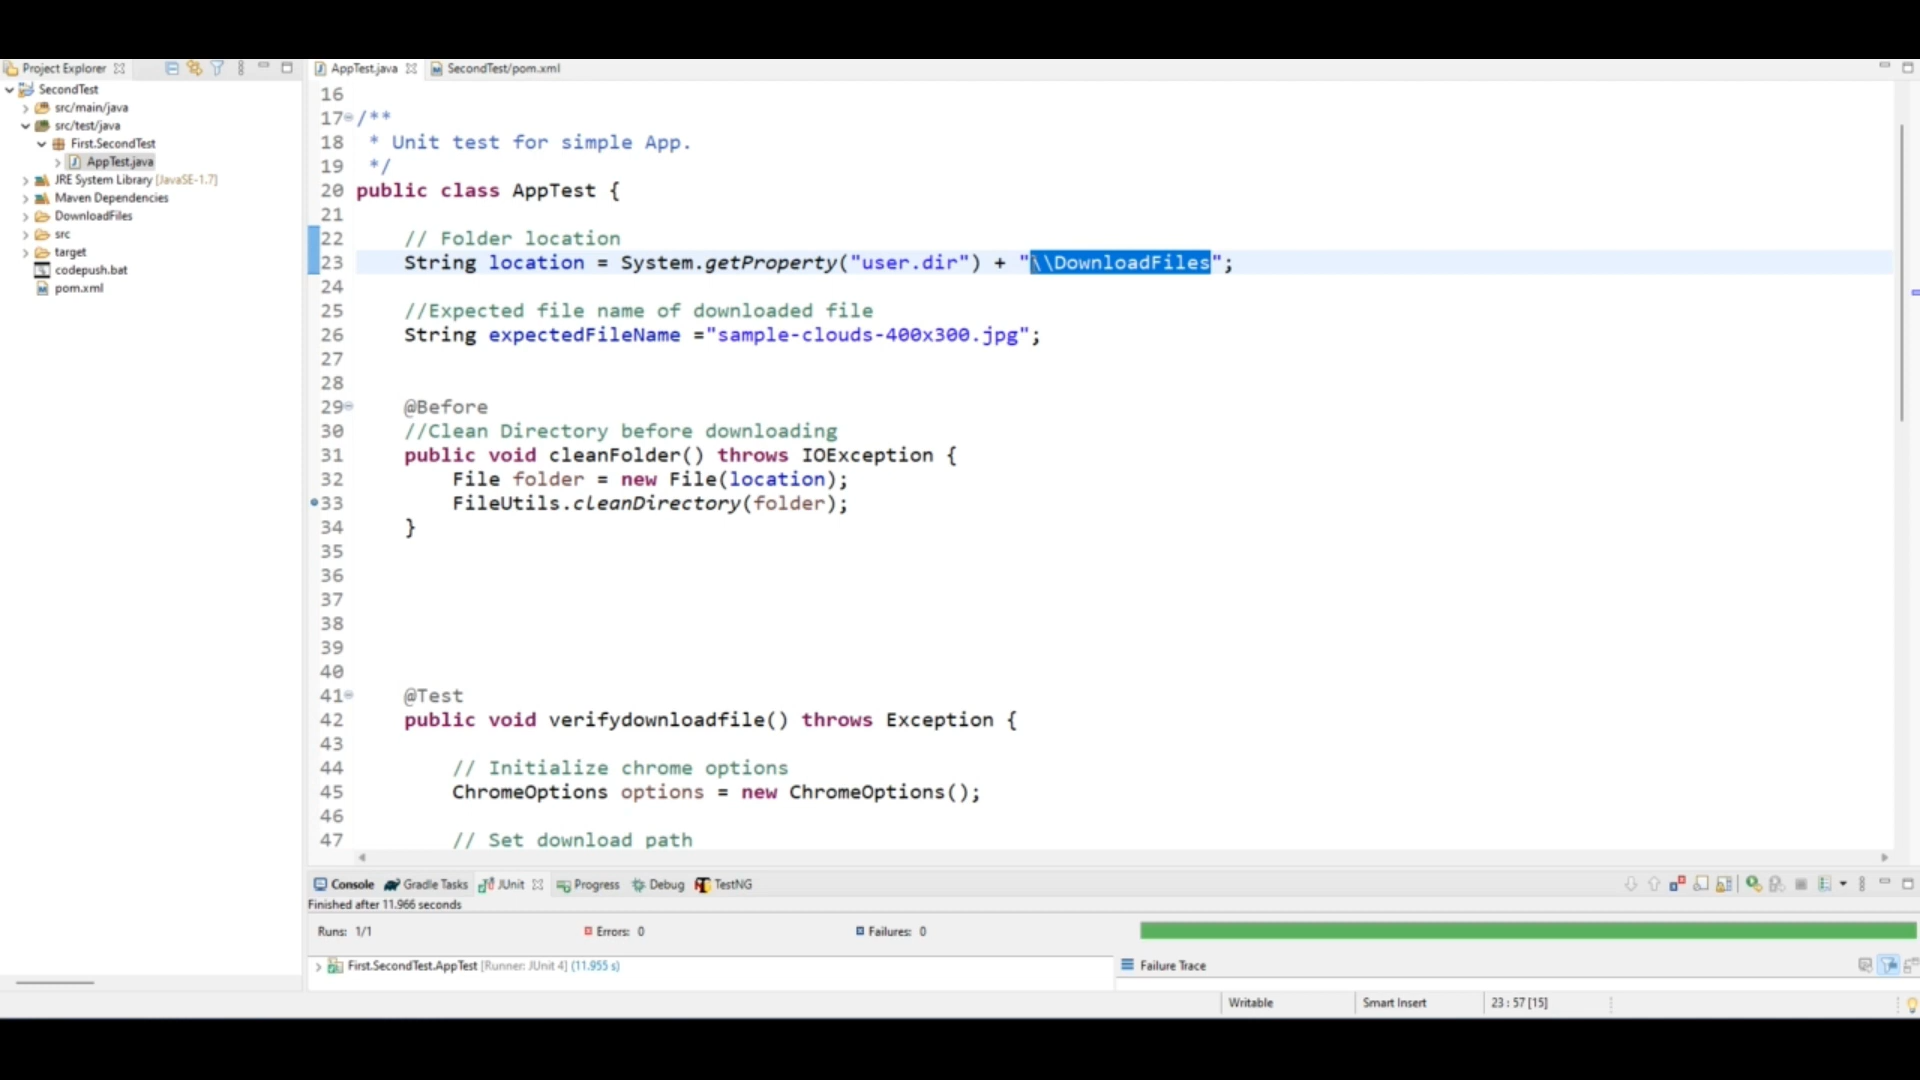 Project Explorer
SecondTest
src/main/java
src/test/java
First.SecondTest
AppTest.java
JRE System Library [JavaSE-1.7]
Maven Dependencies
DownloadFiles
src
target
codepush.bat
pom.xml
AppTest.java SecondTest/pom.xml
16
17 /**
18 * Unit test for simple App.
19 */
20 public class AppTest {
21
22 // Folder location
23 String location = System.getProperty("user.dir") + "\\DownloadFiles";
24
25 //Expected file name of downloaded file
26 String expectedFileName ="sample-clouds-400x300.jpg";
27
28
29 @Before
30 //Clean Directory before downloading
31 public void cleanFolder() throws IOException {
32 File folder = new File(location);
33 FileUtils.cleanDirectory(folder);
34 }
35
36
37
38
39
40
41 @Test
42 public void verifydownloadfile() throws Exception {
43
44 // Initialize chrome options
45 ChromeOptions options = new ChromeOptions();
46
47 // Set download path
Console Gradle Tasks JUnit Progress Debug TestNG
Finished after 11.966 seconds
Runs: 1/1 Errors: 0 Failures: 0
First.SecondTest.AppTest [Runner: JUnit 4] (11.955 s)
Failure Trace
Writable Smart Insert 23 : 57 [15]